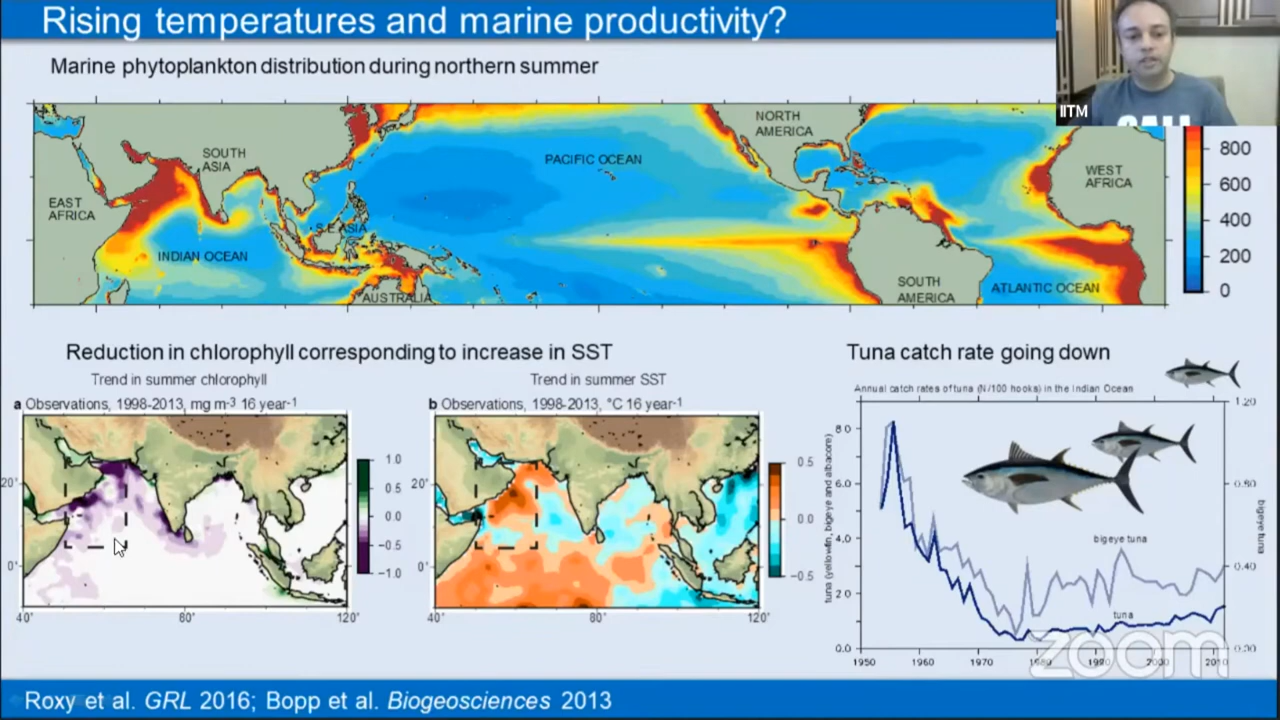 Rising temperatures and marine productivity?
IITM
Marine phytoplankton distribution during northern summer
NORTH
AMERICA
SOUTH
ASIA
PACIFIC OCEAN
WEST
AFRICA
EAST
AFRICA
S.E ASIA
INDIAN OCEAN
SOUTH
AMERICA
ATLANTIC OCEAN
AUSTRALIA
800
600
400
200
0
Reduction in chlorophyll corresponding to increase in SST
Trend in summer chlorophyll
a Observations, 1998-2013, mg m-3 16 year-1
20°
0°
40°
80°
120°
1.0
0.5
0.0
−0.5
−1.0
Trend in summer SST
b Observations, 1998-2013, °C 16 year-1
20°
0°
40°
80°
120°
0.5
0.0
−0.5
Tuna catch rate going down
Annual catch rates of tuna (N/100 hooks) in the Indian Ocean
tuna (yellowfin, bigeye and albacore)
8.0
6.0
4.0
2.0
0.0
1.20
0.80
0.40
0.00
bigeye tuna
bigeye tuna
tuna
1950
1960
1970
1980
1990
2000
2010
zoom
Roxy et al. GRL 2016; Bopp et al. Biogeosciences 2013